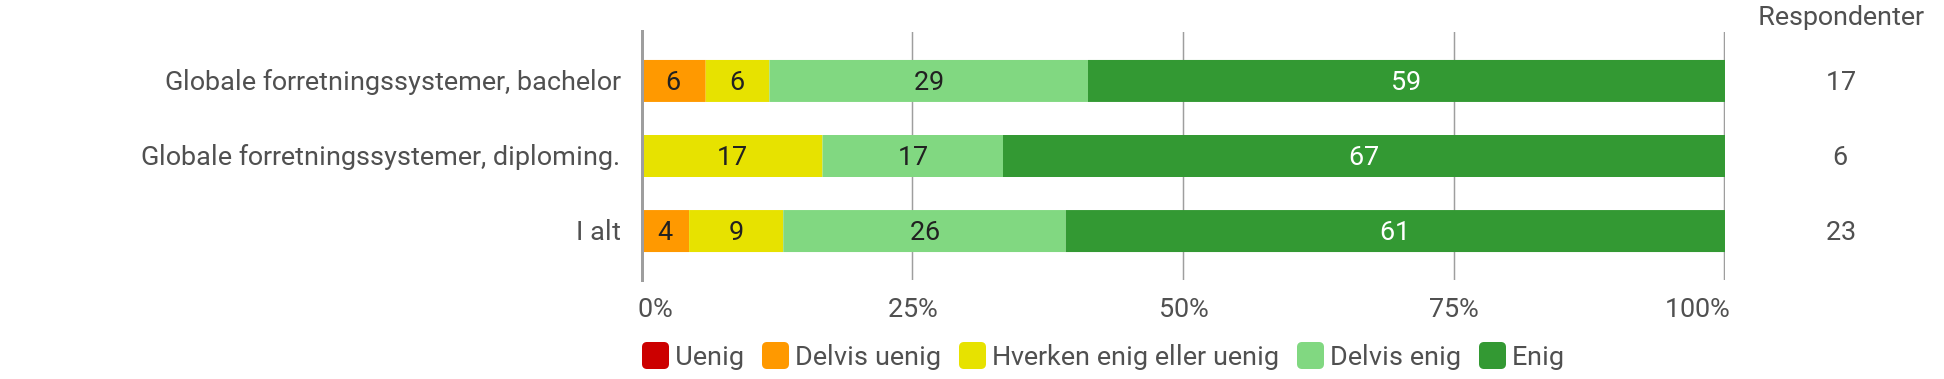 Respondenter
Globale forretningssystemer, bachelor 6 6 29 59 17
Globale forretningssystemer, diploming. 17 17 67 6
I alt 4 9 26 61 23
0% 25% 50% 75% 100%
Uenig Delvis uenig Hverken enig eller uenig Delvis enig Enig